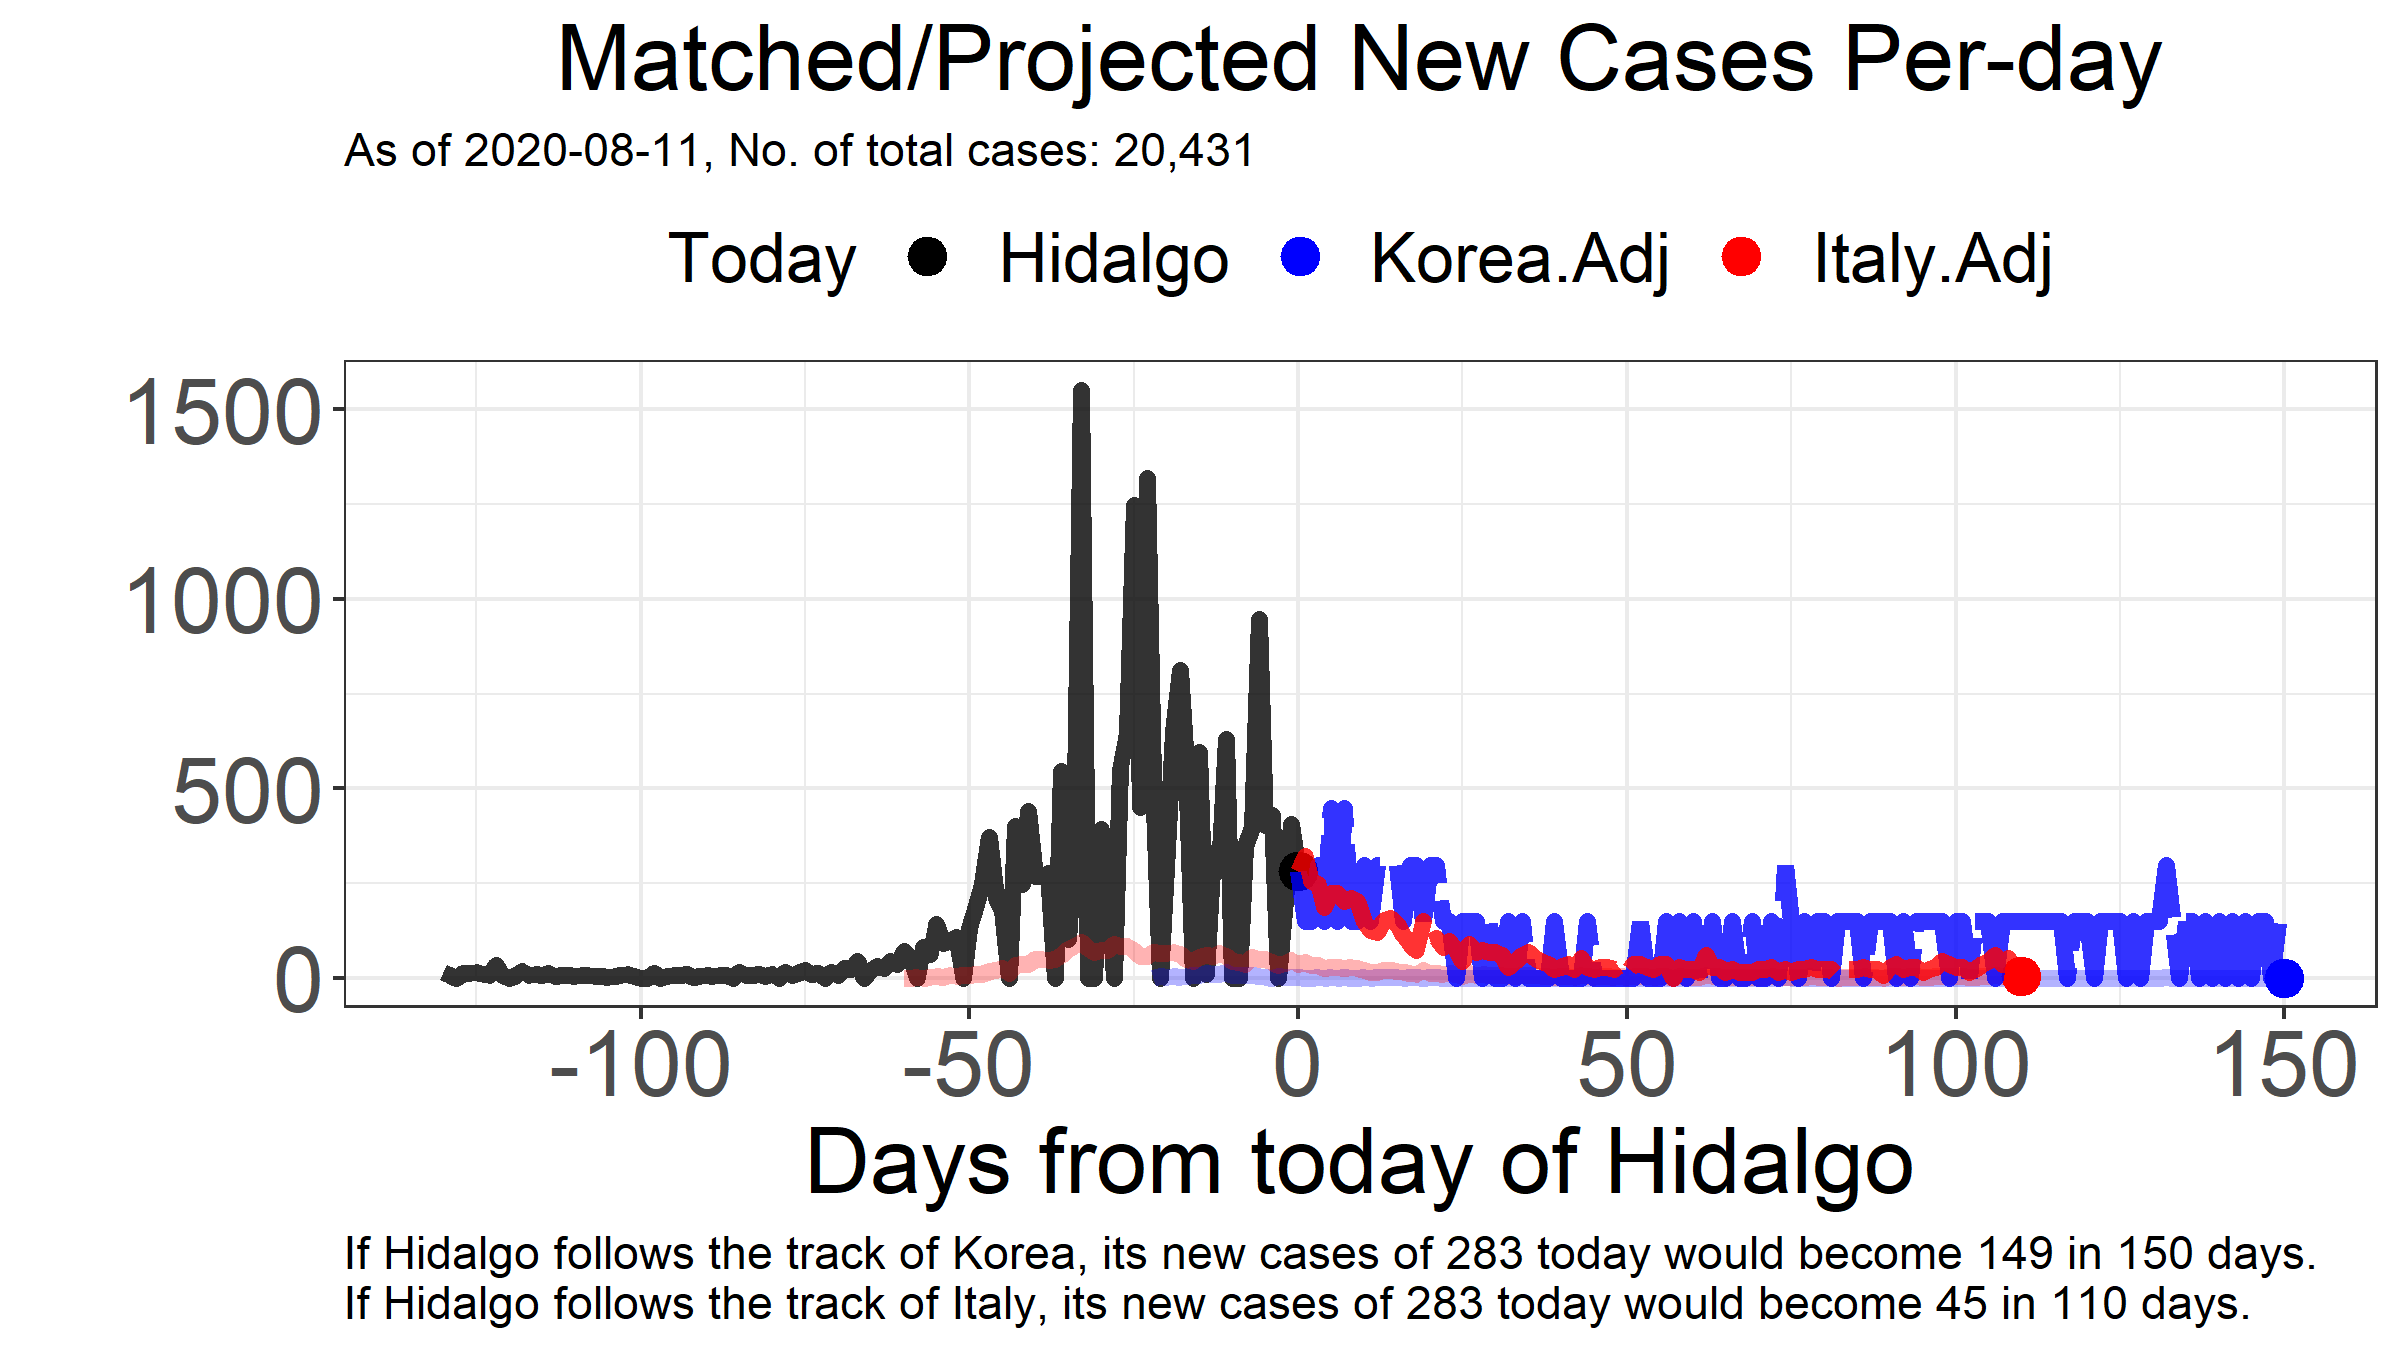 Matched/Projected New Cases Per-day
As of 2020-08-11, No. of total cases: 20,431
Today Hidalgo Korea.Adj Italy.Adj
1500
1000
500
0
-100 -50 0 50 100 150
Days from today of Hidalgo
If Hidalgo follows the track of Korea, its new cases of 283 today would become 149 in 150 days.
If Hidalgo follows the track of Italy, its new cases of 283 today would become 45 in 110 days.